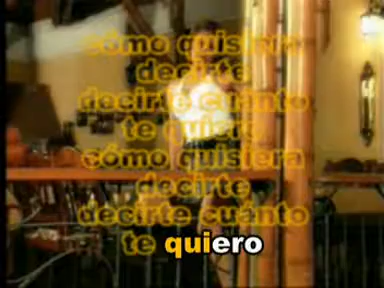 cómo quisiera
decirte
decirte cuánto
te quiero
cómo quisiera
decirte
decirte cuánto
te quiero